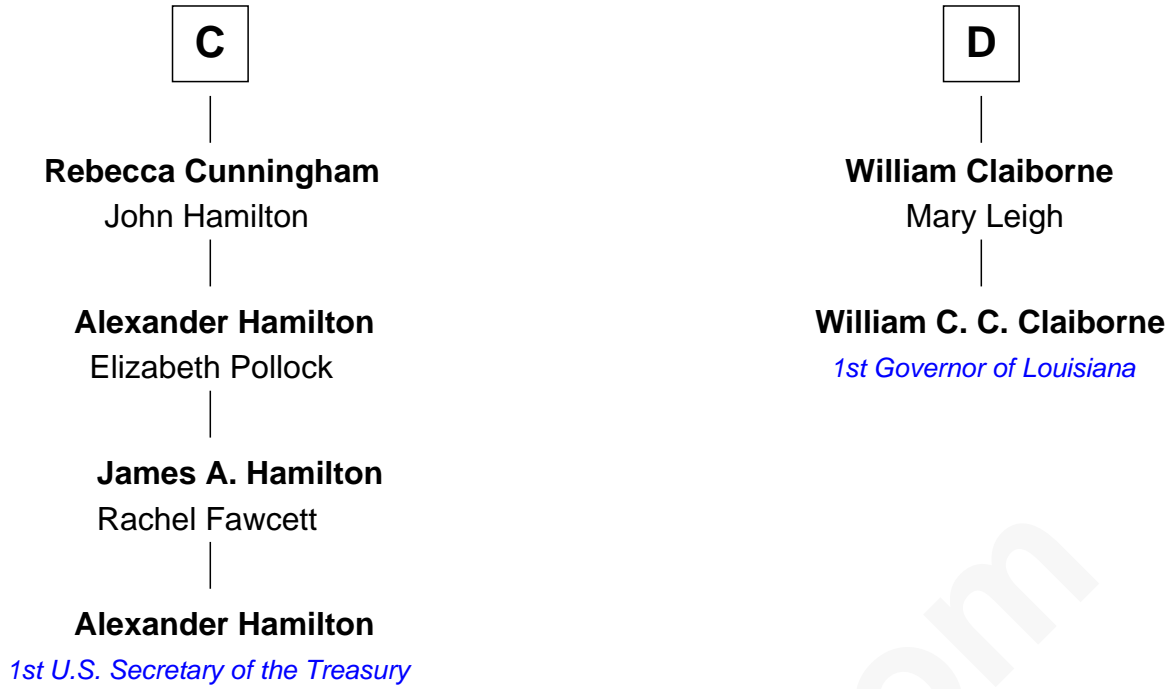 C
Rebecca Cunningham
John Hamilton
Alexander Hamilton
Elizabeth Pollock
James A. Hamilton
Rachel Fawcett
Alexander Hamilton
1st U.S. Secretary of the Treasury
D
William Claiborne
Mary Leigh
William C. C. Claiborne
1st Governor of Louisiana
om